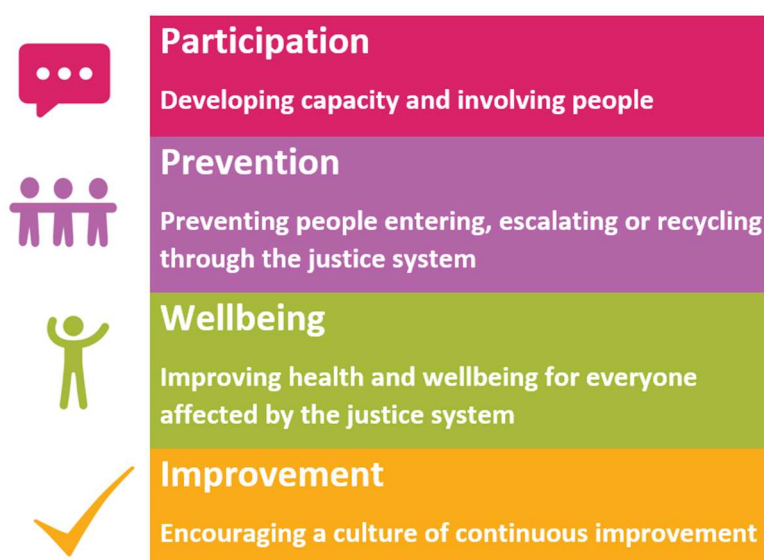 Participation
Developing capacity and involving people
Prevention
Preventing people entering, escalating or recycling
through the justice system
Wellbeing
Improving health and wellbeing for everyone
affected by the justice system
Improvement
Encouraging a culture of continuous improvement